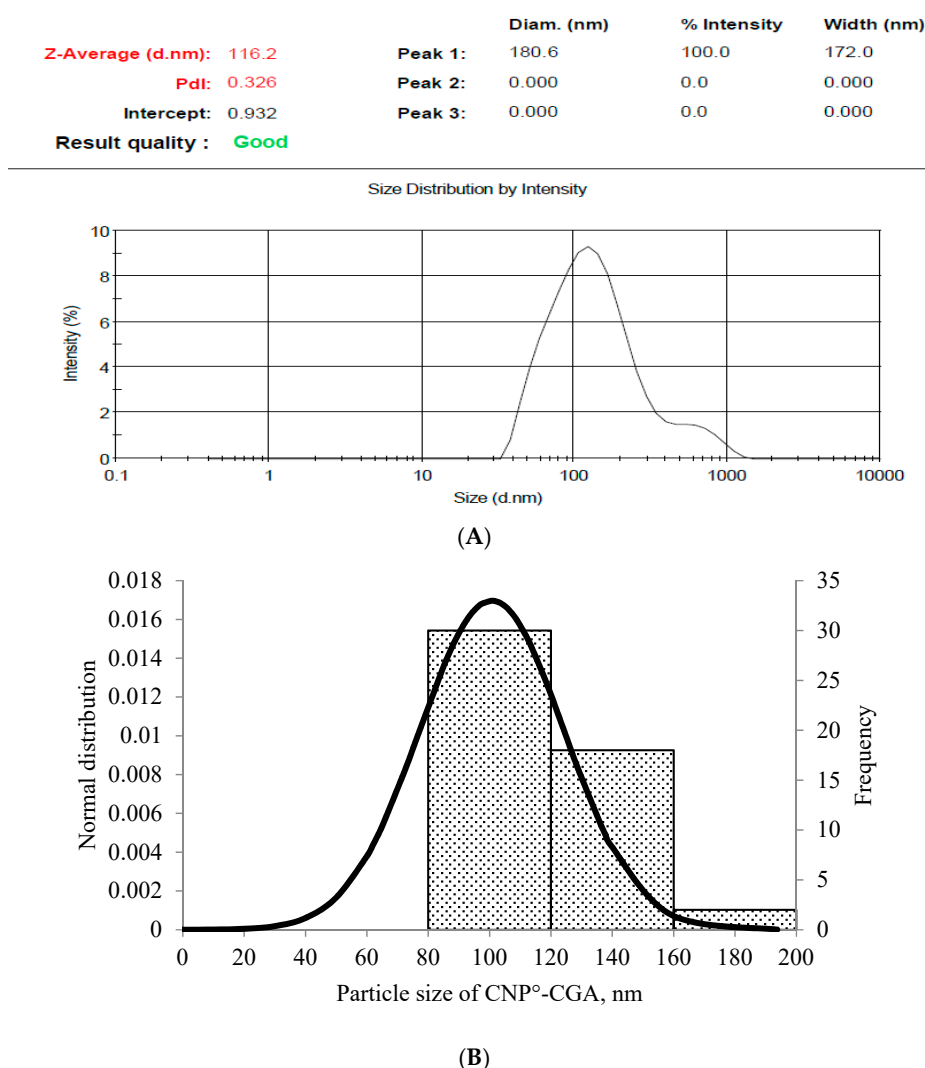 Diam. (nm) % Intensity Width (nm)
Z-Average (d.nm): 116.2 Peak 1: 180.6 100.0 172.0
PdI: 0.326 Peak 2: 0.000 0.0 0.000
Intercept: 0.932 Peak 3: 0.000 0.0 0.000
Result quality : Good
Size Distribution by Intensity
Intensity (%)
10
8
6
4
2
0
0.1 1 10 100 1000 10000
Size (d.nm)
(A)
Normal distribution
0.018
0.016
0.014
0.012
0.01
0.008
0.006
0.004
0.002
0
35
30
25
20
15
10
5
0
Frequency
0 20 40 60 80 100 120 140 160 180 200
Particle size of CNP°-CGA, nm
(B)